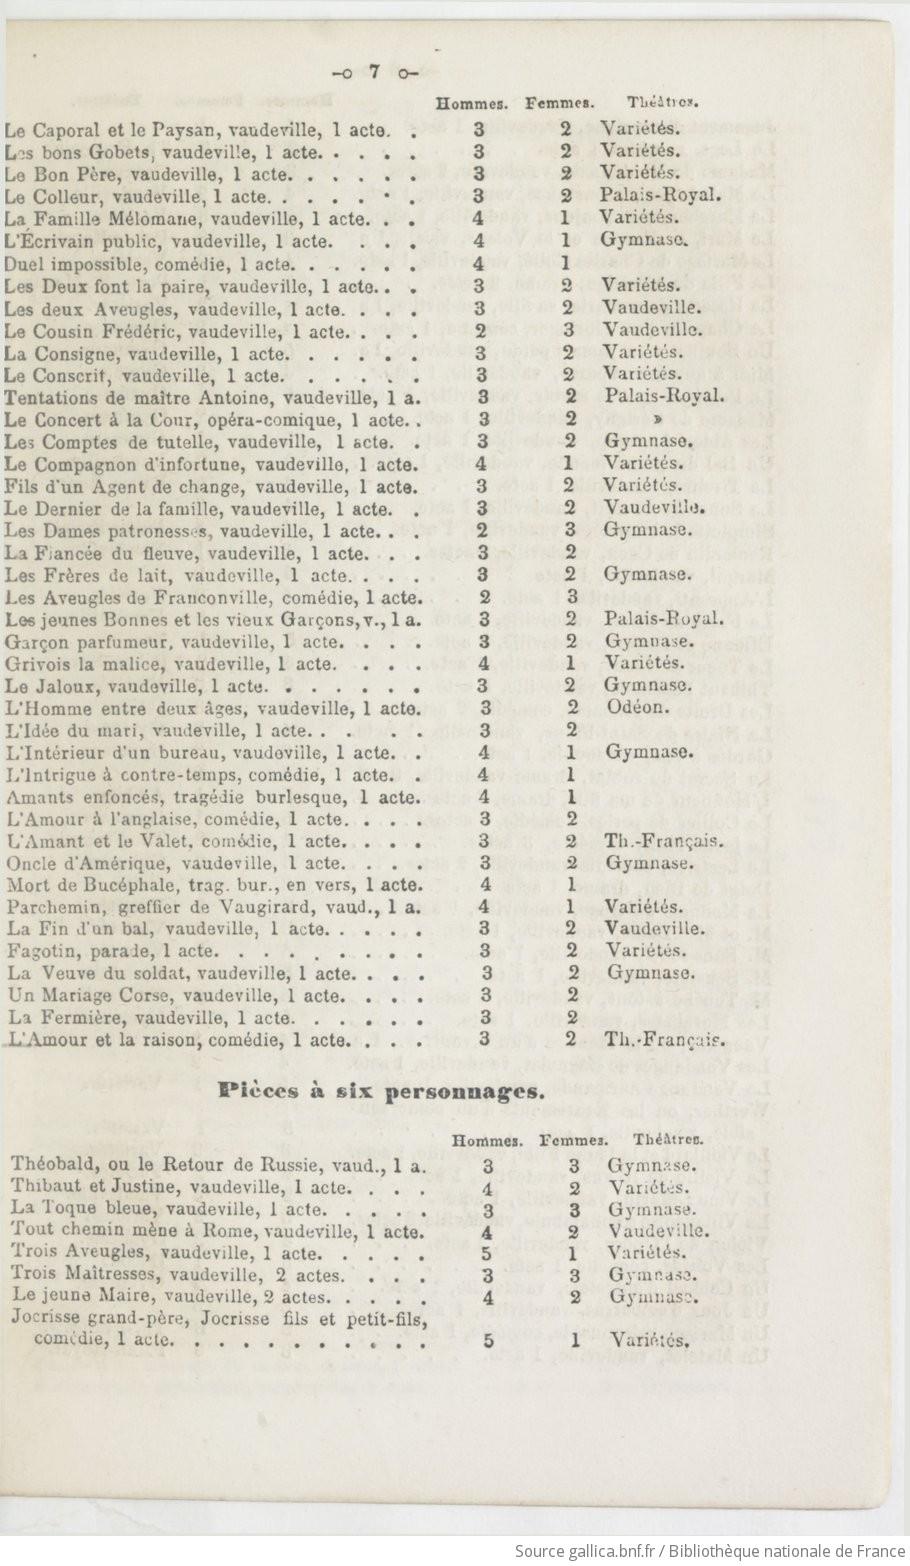 -o 7 o-
Hommes. Femmes. Théâtres.
Le Caporal et le Paysan, vaudeville, 1 acte. . 3 2 Variétés.
Les bons Gobets, vaudeville, 1 acte. . . . . 3 2 Variétés.
Le Bon Père, vaudeville, 1 acte. . . . . . 3 2 Variétés.
Le Colleur, vaudeville, 1 acte. . . . . . . 3 2 Palais-Royal.
La Famille Mélomane, vaudeville, 1 acte. . . 4 1 Variétés.
L'Écrivain public, vaudeville, 1 acte. . . . 4 1 Gymnase.
Duel impossible, comédie, 1 acte. . . . . . 4 1
Les Deux font la paire, vaudeville, 1 acte. . . 3 2 Variétés.
Les deux Aveugles, vaudeville, 1 acte. . . . 3 2 Vaudeville.
Le Cousin Frédéric, vaudeville, 1 acte. . . . 2 3 Vaudeville.
La Consigne, vaudeville, 1 acte. . . . . . 3 2 Variétés.
Le Conscrit, vaudeville, 1 acte. . . . . . 3 2 Variétés.
Tentations de maître Antoine, vaudeville, 1 a. 3 2 Palais-Royal.
Le Concert à la Cour, opéra-comique, 1 acte. . 3 2 »
Les Comptes de tutelle, vaudeville, 1 acte. . 3 2 Gymnase.
Le Compagnon d'infortune, vaudeville, 1 acte. 4 1 Variétés.
Fils d'un Agent de change, vaudeville, 1 acte. 3 2 Variétés.
Le Dernier de la famille, vaudeville, 1 acte. . 3 2 Vaudeville.
Les Dames patronesses, vaudeville, 1 acte. . . 2 3 Gymnase.
La Fiancée du fleuve, vaudeville, 1 acte. . . 3 2
Les Frères de lait, vaudeville, 1 acte. . . . 3 2 Gymnase.
Les Aveugles de Franconville, comédie, 1 acte. 2 3
Les jeunes Bonnes et les vieux Garçons, v., 1 a. 3 2 Palais-Royal.
Garçon parfumeur, vaudeville, 1 acte. . . . 3 2 Gymnase.
Grivois la malice, vaudeville, 1 acte. . . . 4 1 Variétés.
Le Jaloux, vaudeville, 1 acte. . . . . . . 3 2 Gymnase.
L'Homme entre deux âges, vaudeville, 1 acte. 3 2 Odéon.
L'Idée du mari, vaudeville, 1 acte. . . . . 3 2
L'Intérieur d'un bureau, vaudeville, 1 acte. . 4 1 Gymnase.
L'Intrigue à contre-temps, comédie, 1 acte. . 4 1
Amants enfoncés, tragédie burlesque, 1 acte. 4 1
L'Amour à l'anglaise, comédie, 1 acte. . . . 3 2
L'Amant et le Valet, comédie, 1 acte. . . . 3 2 Th.-Français.
Oncle d'Amérique, vaudeville, 1 acte. . . . 3 2 Gymnase.
Mort de Bucéphale, trag. bur., en vers, 1 acte. 4 1
Parchemin, greffier de Vaugirard, vaud., 1 a. 4 1 Variétés.
La Fin d'un bal, vaudeville, 1 acte. . . . . 3 2 Vaudeville.
Fagotin, parade, 1 acte. . . . . . . . . 3 2 Variétés.
La Veuve du soldat, vaudeville, 1 acte. . . . 3 2 Gymnase.
Un Mariage Corse, vaudeville, 1 acte. . . . 3 2
La Fermière, vaudeville, 1 acte. . . . . . 3 2
L'Amour et la raison, comédie, 1 acte. . . . 3 2 Th.-Français.
Pièces à six personnages.
Hommes. Femmes. Théâtres.
Théobald, ou le Retour de Russie, vaud., 1 a. 3 3 Gymnase.
Thibaut et Justine, vaudeville, 1 acte. . . . 4 2 Variétés.
La Toque bleue, vaudeville, 1 acte. . . . . 3 3 Gymnase.
Tout chemin mène à Rome, vaudeville, 1 acte. 4 2 Vaudeville.
Trois Aveugles, vaudeville, 1 acte. . . . . 5 1 Variétés.
Trois Maîtresses, vaudeville, 2 actes. . . . 3 3 Gymnase.
Le jeune Maire, vaudeville, 2 actes. . . . . 4 2 Gymnase.
Jocrisse grand-père, Jocrisse fils et petit-fils,
comédie, 1 acte. . . . . . . . . . . 5 1 Variétés.
Source gallica.bnf.fr / Bibliothèque nationale de France